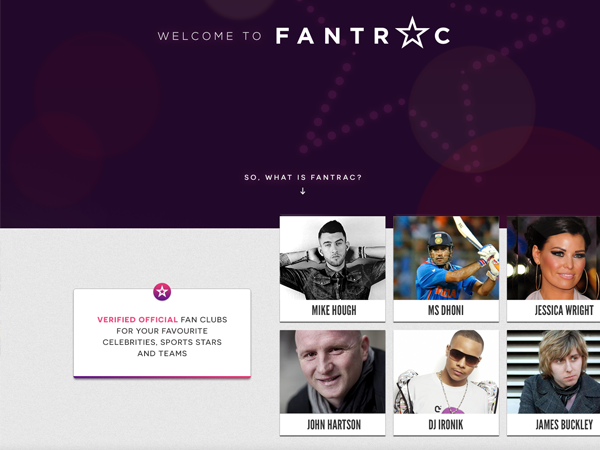 WELCOME TO FANTR☆C
SO, WHAT IS FANTRAC?
VERIFIED OFFICIAL FAN CLUBS
FOR YOUR FAVOURITE
CELEBRITIES, SPORTS STARS
AND TEAMS
MIKE HOUGH
MS DHONI
JESSICA WRIGHT
JOHN HARTSON
DJ IRONIK
JAMES BUCKLEY